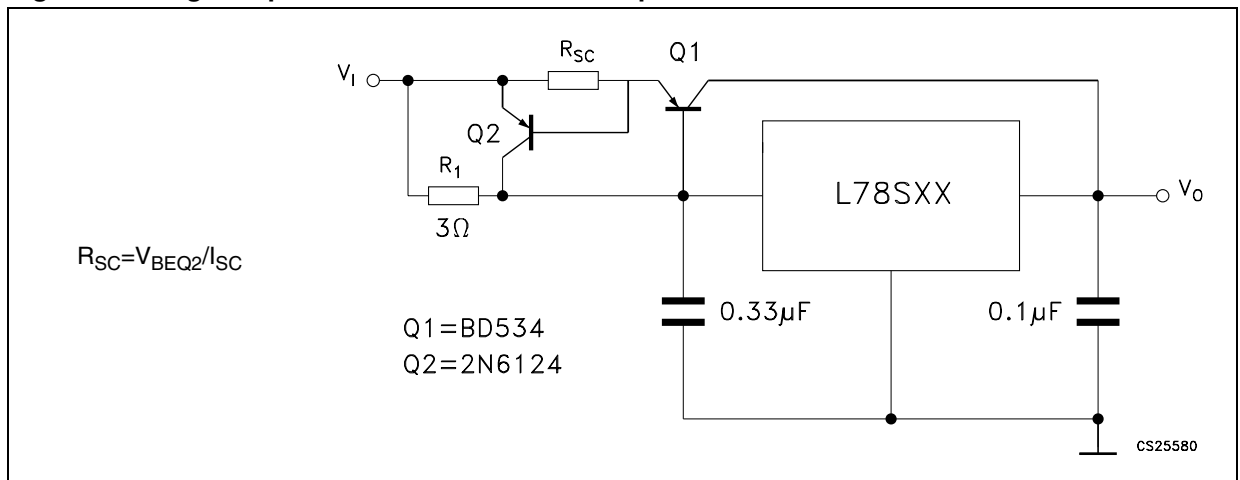 R_SC
Q1
V_I
Q2
R_1
3Ω
L78SXX
V_O
R_SC=V_BEQ2/I_SC
0.33µF
0.1µF
Q1=BD534
Q2=2N6124
CS25580